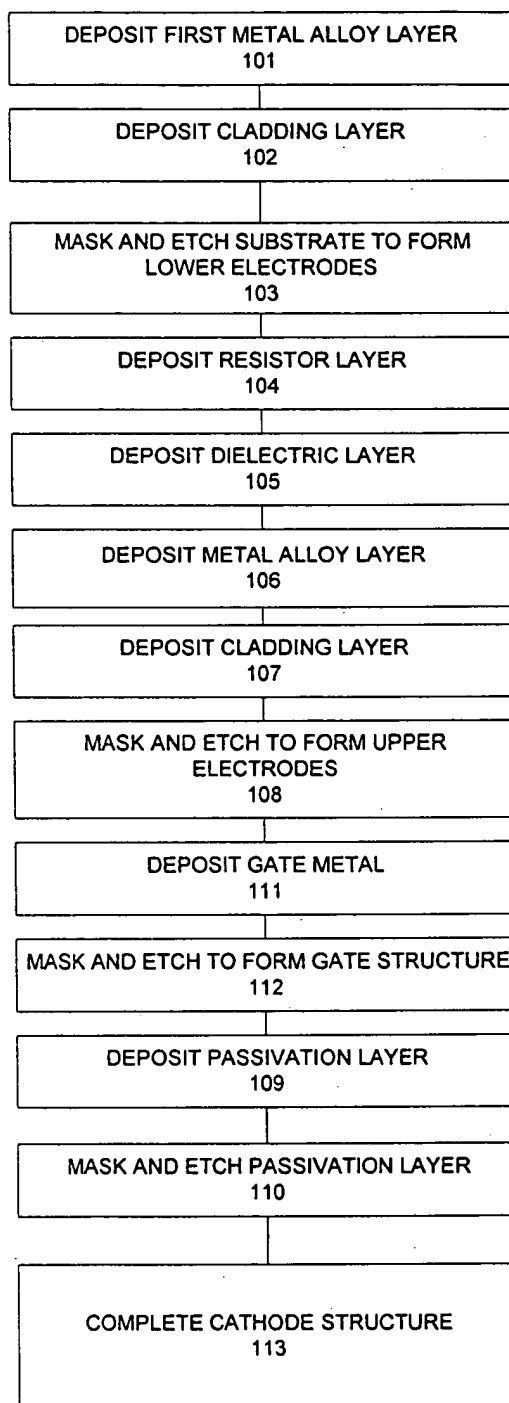 DEPOSIT FIRST METAL ALLOY LAYER
101
DEPOSIT CLADDING LAYER
102
MASK AND ETCH SUBSTRATE TO FORM
LOWER ELECTRODES
103
DEPOSIT RESISTOR LAYER
104
DEPOSIT DIELECTRIC LAYER
105
DEPOSIT METAL ALLOY LAYER
106
DEPOSIT CLADDING LAYER
107
MASK AND ETCH TO FORM UPPER
ELECTRODES
108
DEPOSIT GATE METAL
111
MASK AND ETCH TO FORM GATE STRUCTURE
112
DEPOSIT PASSIVATION LAYER
109
MASK AND ETCH PASSIVATION LAYER
110
COMPLETE CATHODE STRUCTURE
113